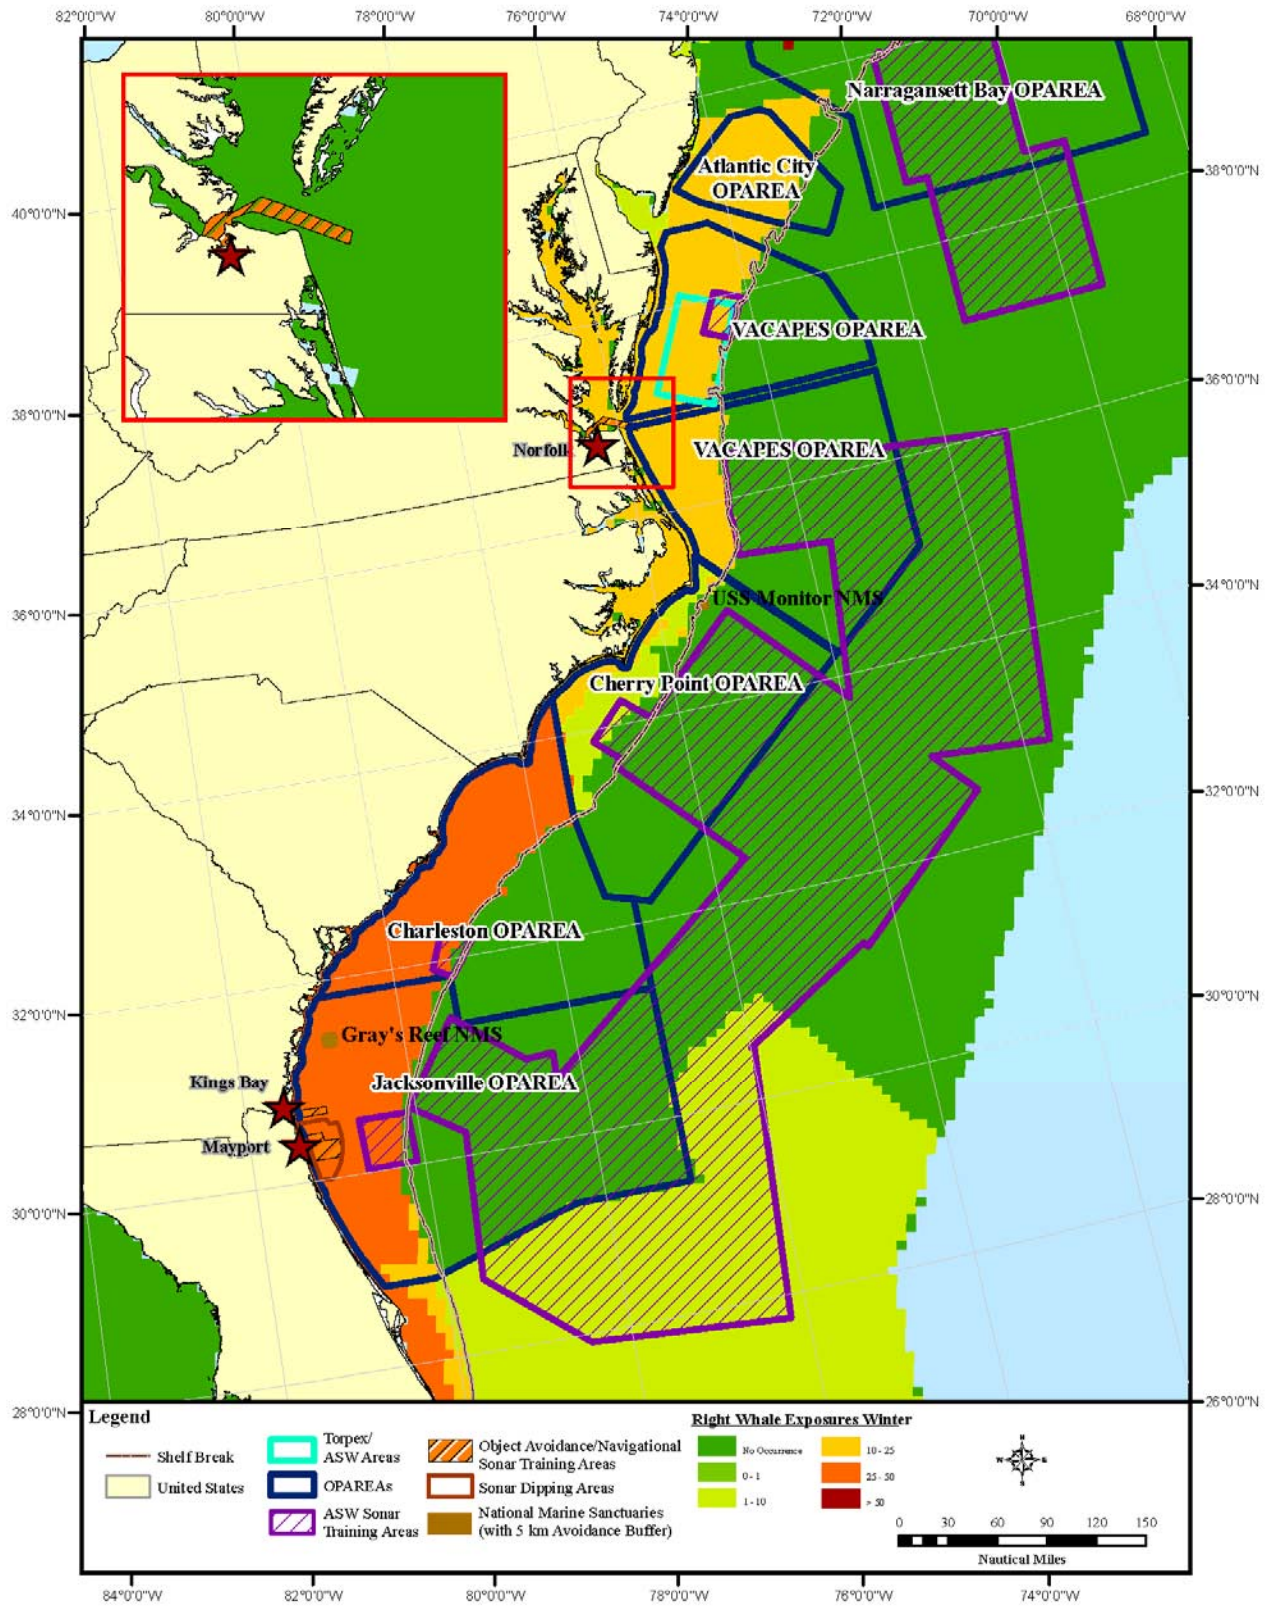 82°0'0"W 80°0'0"W 78°0'0"W 76°0'0"W 74°0'0"W 72°0'0"W 70°0'0"W 68°0'0"W
Narragansett Bay OPAREA
Atlantic City
OPAREA
38°0'0"N
40°0'0"N
VACAPES OPAREA
36°0'0"N
38°0'0"N
Norfolk
VACAPES OPAREA
34°0'0"N
USS Monitor NMS
36°0'0"N
Cherry Point OPAREA
32°0'0"N
34°0'0"N
Charleston OPAREA
30°0'0"N
32°0'0"N
Gray's Reef NMS
Kings Bay
Jacksonville OPAREA
Mayport
28°0'0"N
30°0'0"N
26°0'0"N
28°0'0"N
Legend
Shelf Break
United States
Torpex/
ASW Areas
OPAREAs
ASW Sonar
Training Areas
Object Avoidance/Navigational
Sonar Training Areas
Sonar Dipping Areas
National Marine Sanctuaries
(with 5 km Avoidance Buffer)
Right Whale Exposures Winter
No Occurrence
0 - 1
1 - 10
10 - 25
25 - 50
> 50
N
W E
S
0 30 60 90 120 150
Nautical Miles
84°0'0"W 82°0'0"W 80°0'0"W 78°0'0"W 76°0'0"W 74°0'0"W